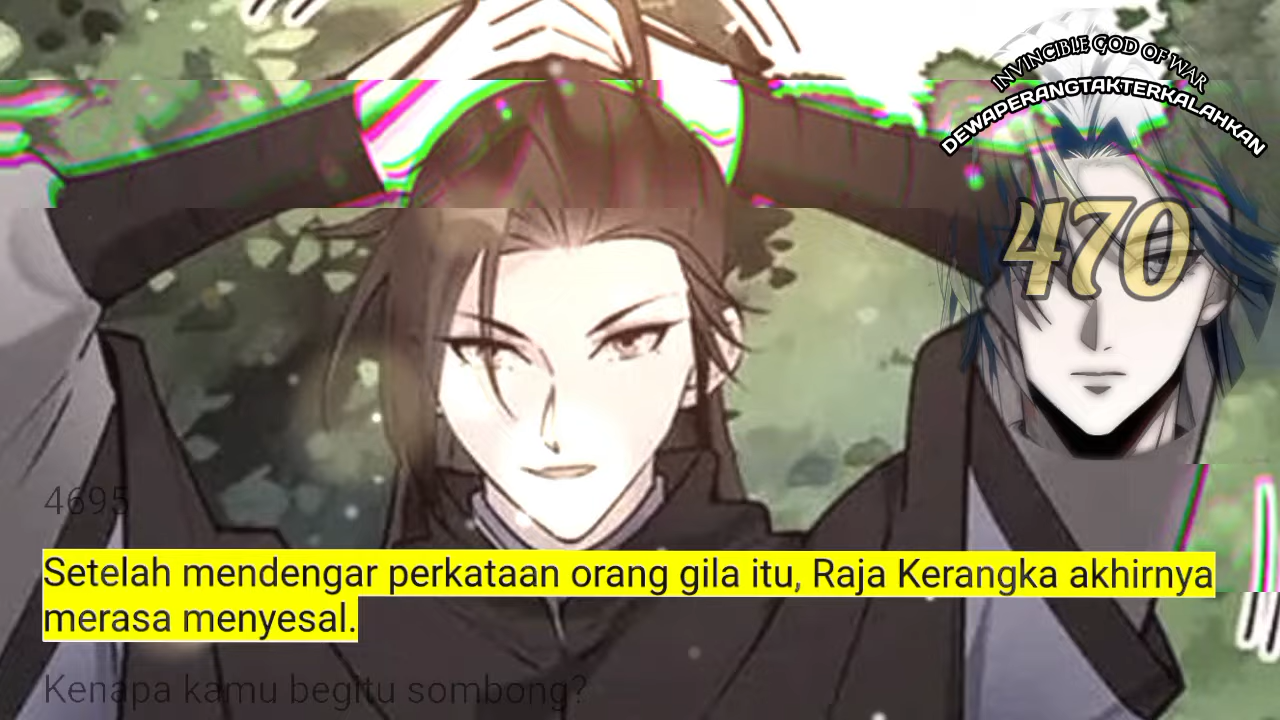 INVINCIBLE GOD OF WAR
DEWAPERANGTAKTERKALAHKAN
470
4695
Setelah mendengar perkataan orang gila itu, Raja Kerangka akhirnya
merasa menyesal.
Kenapa kamu begitu sombong?